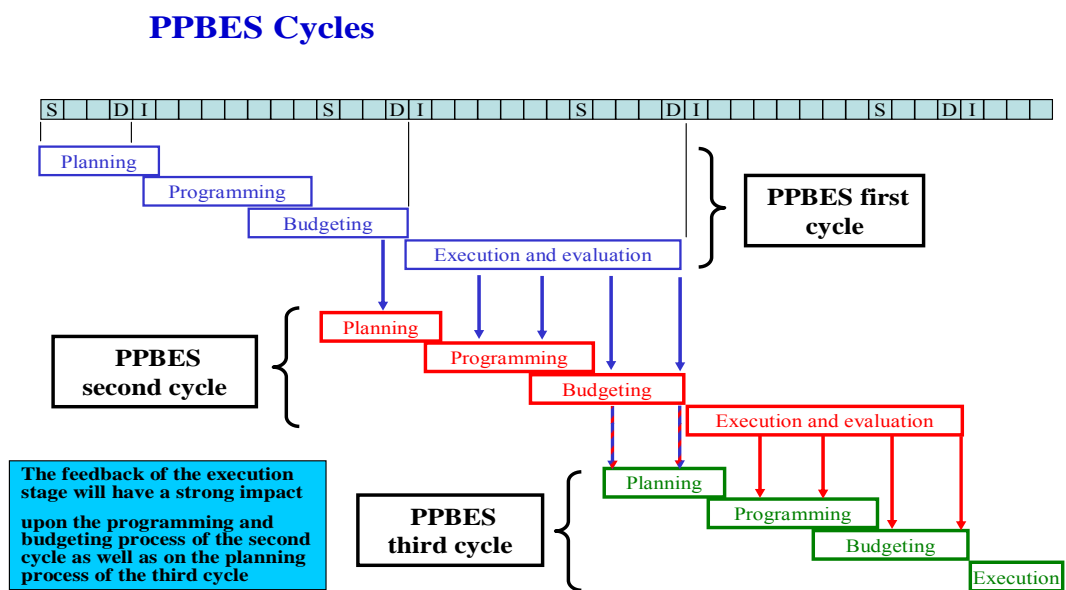 PPBES Cycles
S D I S D I S D I S D I
Planning
Programming
Budgeting
Execution and evaluation
PPBES first
cycle
Planning
Programming
Budgeting
Execution and evaluation
PPBES
second cycle
Planning
Programming
Budgeting
Execution
PPBES
third cycle
The feedback of the execution
stage will have a strong impact
upon the programming and
budgeting process of the second
cycle as well as on the planning
process of the third cycle